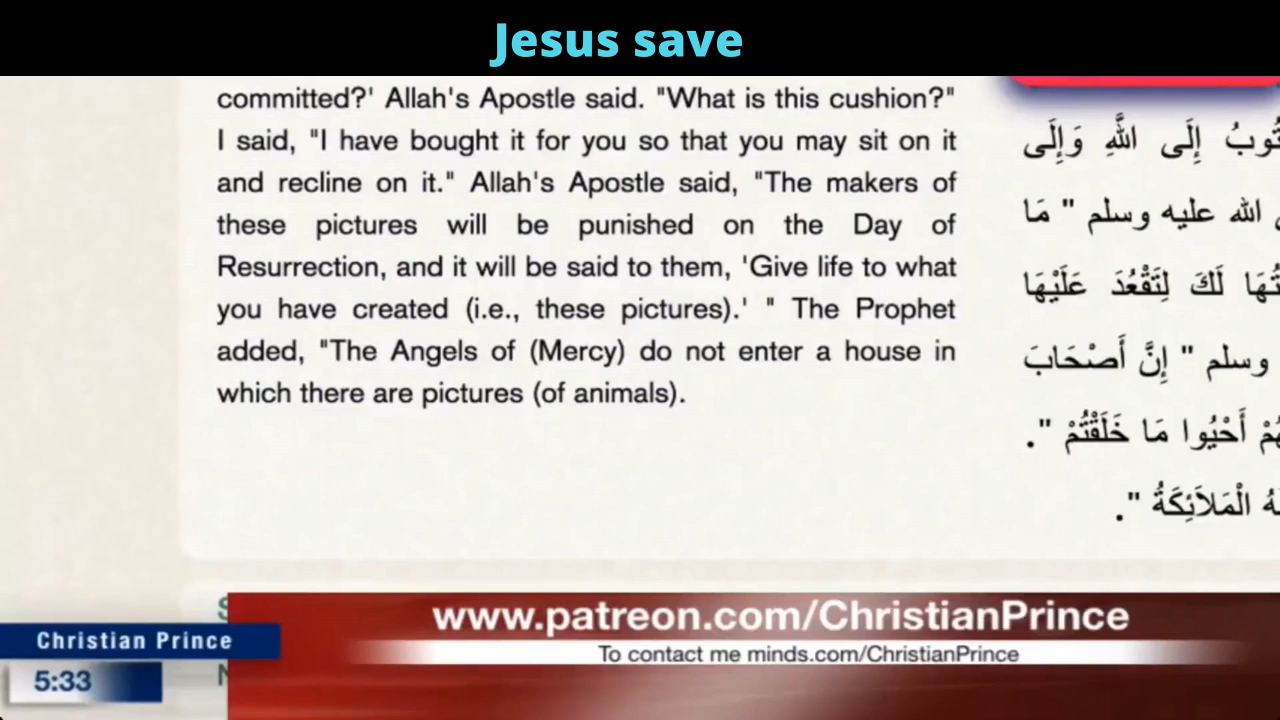 Jesus save
committed?' Allah's Apostle said. "What is this cushion?"
I said, "I have bought it for you so that you may sit on it
and recline on it." Allah's Apostle said, "The makers of
these pictures will be punished on the Day of
Resurrection, and it will be said to them, 'Give life to what
you have created (i.e., these pictures).' " The Prophet
added, "The Angels of (Mercy) do not enter a house in
which there are pictures (of animals).
إِلَى اللَّهِ وَإِلَى
الله عليه وسلم " مَا
لَكَ لِتَقْعُدَ عَلَيْهَا
وسلم " إِنَّ أَصْحَابَ
أَحْيُوا مَا خَلَقْتُمْ ".
الْمَلاَئِكَةُ ".
www.patreon.com/ChristianPrince
To contact me minds.com/ChristianPrince
Christian Prince
5:33